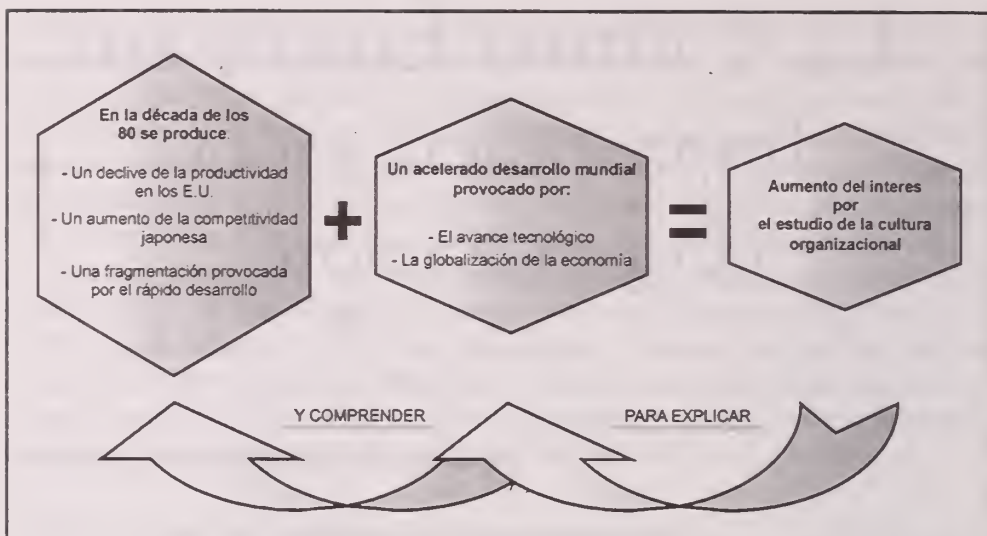 En la década de los
80 se produce:
- Un declive de la productividad
en los E.U.
- Un aumento de la competitividad
japonesa
- Una fragmentación provocada
por el rápido desarrollo
+
Un acelerado desarrollo mundial
provocado por:
- El avance tecnológico
- La globalización de la economía
=
Aumento del interes
por
el estudio de la cultura
organizacional
Y COMPRENDER
PARA EXPLICAR